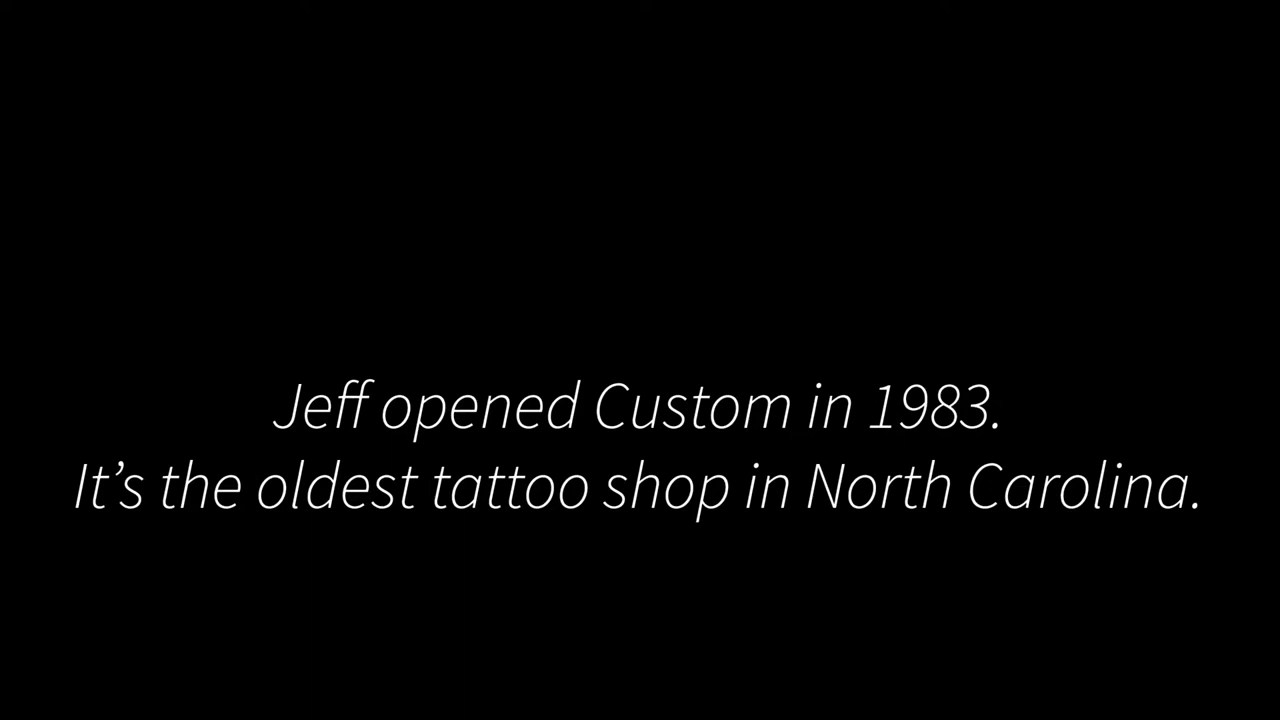 Jeff opened Custom in 1983.
It’s the oldest tattoo shop in North Carolina.